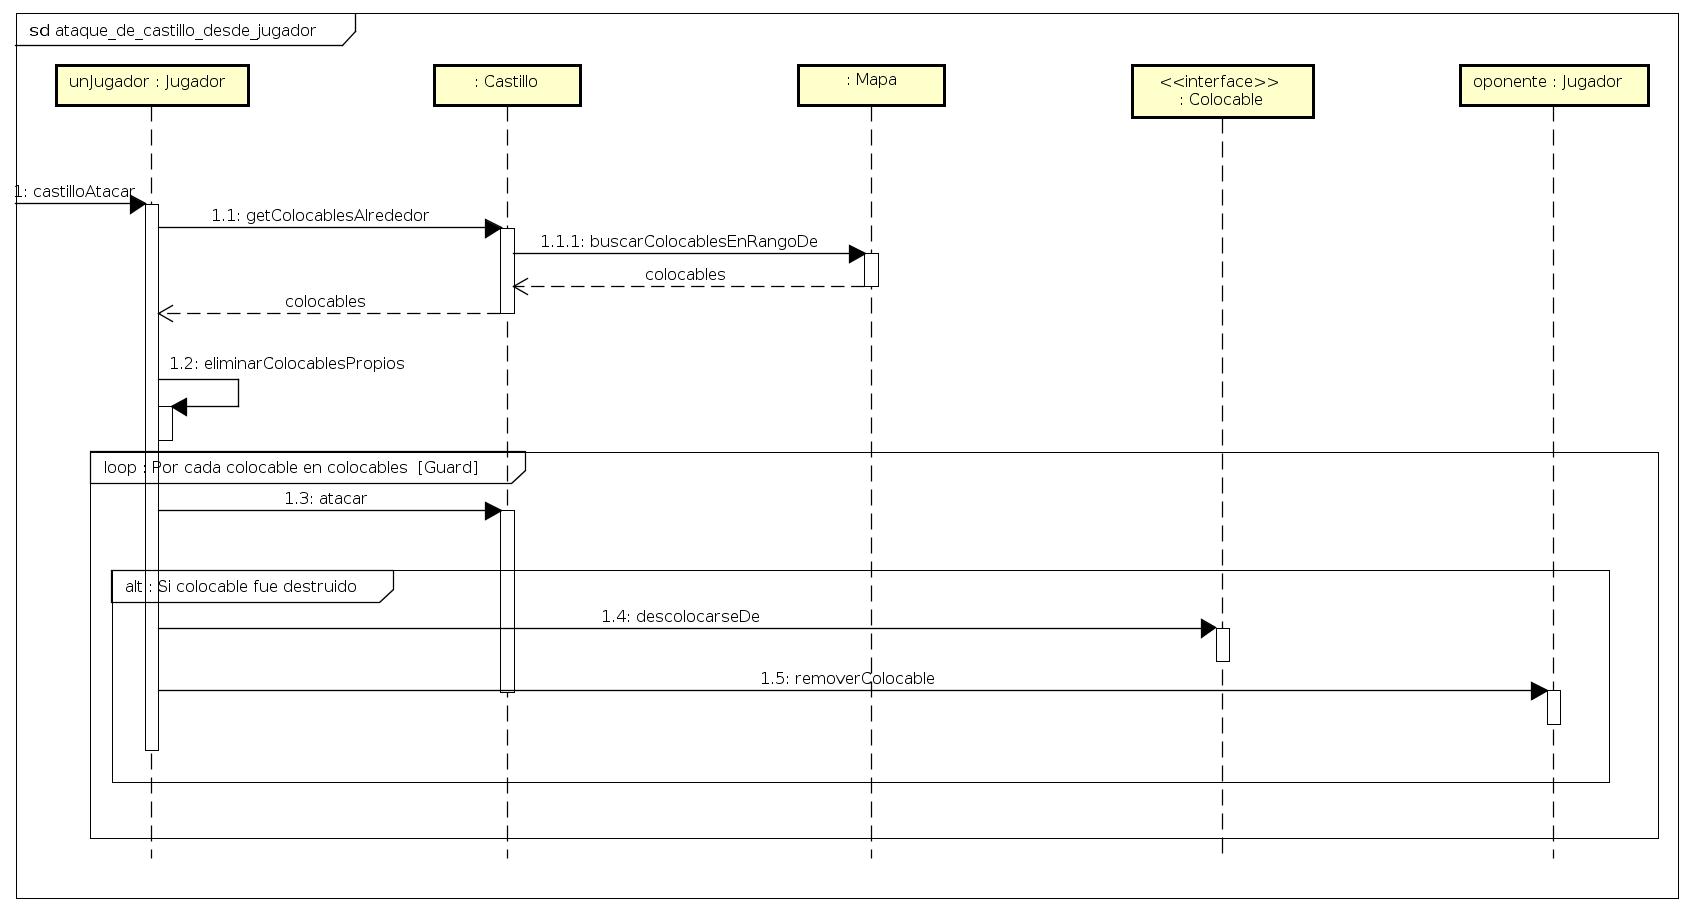 sd ataque_de_castillo_desde_jugador
unJugador : Jugador
: Castillo
: Mapa
<<interface>>
: Colocable
oponente : Jugador
1: castilloAtacar
1.1: getColocablesAlrededor
1.1.1: buscarColocablesEnRangoDe
colocables
colocables
1.2: eliminarColocablesPropios
loop : Por cada colocable en colocables [Guard]
1.3: atacar
alt : Si colocable fue destruido
1.4: descolocarseDe
1.5: removerColocable